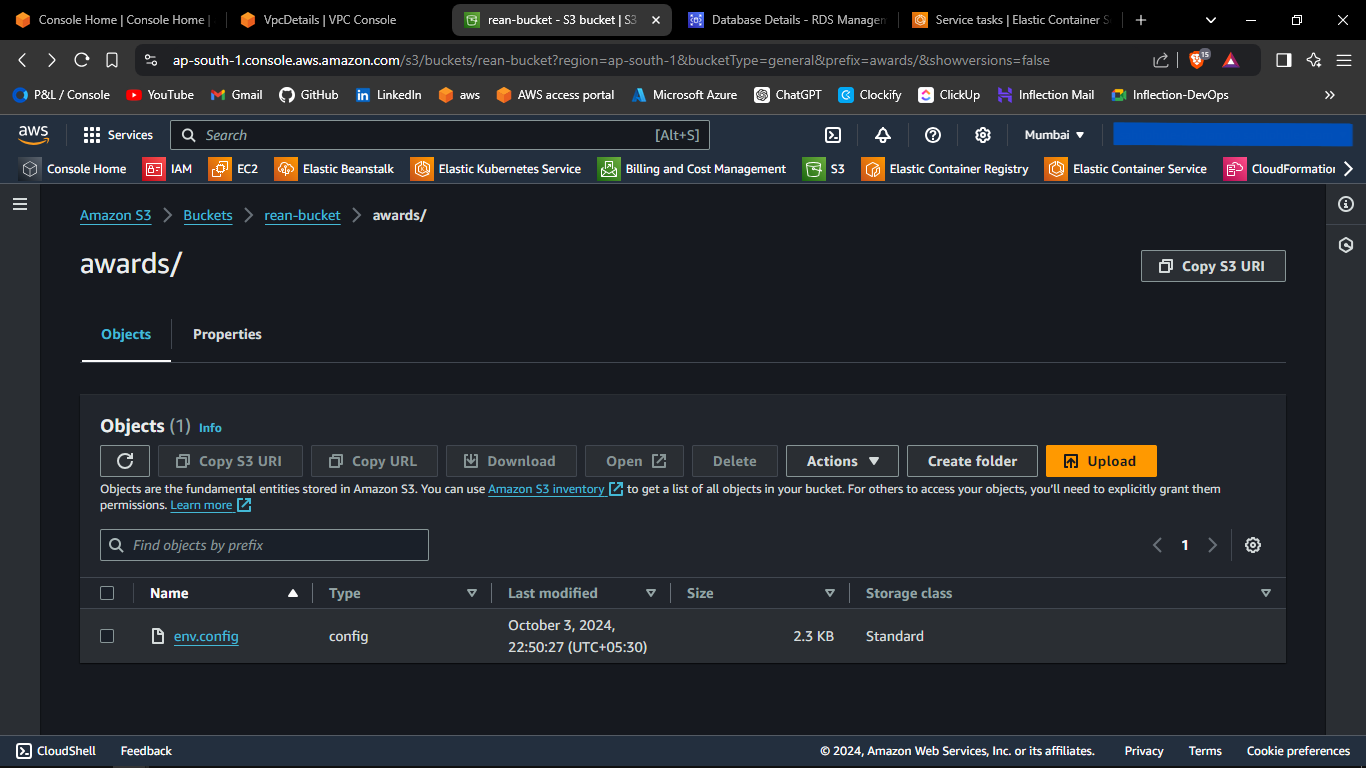 Console Home | Console Home |
VpcDetails | VPC Console
rean-bucket - S3 bucket | S3
Database Details - RDS Managem
Service tasks | Elastic Container S
ap-south-1.console.aws.amazon.com/s3/buckets/rean-bucket?region=ap-south-1&bucketType=general&prefix=awards/&showversions=false
15
P&L / Console YouTube Gmail GitHub LinkedIn aws AWS access portal Microsoft Azure ChatGPT Clockify ClickUp Inflection Mail Inflection-DevOps
aws Services Search [Alt+S] Mumbai
Console Home IAM EC2 Elastic Beanstalk Elastic Kubernetes Service Billing and Cost Management S3 Elastic Container Registry Elastic Container Service CloudFormation
Amazon S3 Buckets rean-bucket awards/
awards/
Copy S3 URI
Objects Properties
Objects (1) Info
Copy S3 URI Copy URL Download Open Delete Actions Create folder Upload
Objects are the fundamental entities stored in Amazon S3. You can use Amazon S3 inventory to get a list of all objects in your bucket. For others to access your objects, you'll need to explicitly grant them
permissions. Learn more
Find objects by prefix 1
Name Type Last modified Size Storage class
env.config config October 3, 2024, 2.3 KB Standard
22:50:27 (UTC+05:30)
CloudShell Feedback © 2024, Amazon Web Services, Inc. or its affiliates. Privacy Terms Cookie preferences